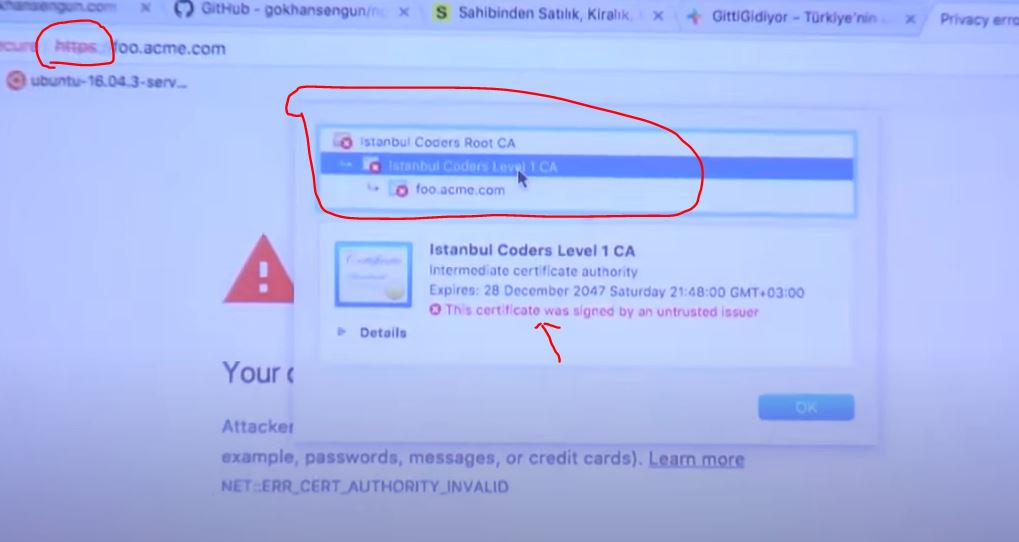 khansengun.com
GitHub - gokhansengun/
Sahibinden Satılık, Kiralık,
GittiGidiyor - Türkiye'nin
Privacy erro
cure https: foo.acme.com
ubuntu-16.04.3-serv...
Istanbul Coders Root CA
Istanbul Coders Level 1 CA
foo.acme.com
Certificate
Istanbul Coders Level 1 CA
Intermediate certificate authority
Expires: 28 December 2047 Saturday 21:48:00 GMT+03:00
This certificate was signed by an untrusted issuer
Details
Your c
OK
Attacker
example, passwords, messages, or credit cards). Learn more
NET::ERR_CERT_AUTHORITY_INVALID